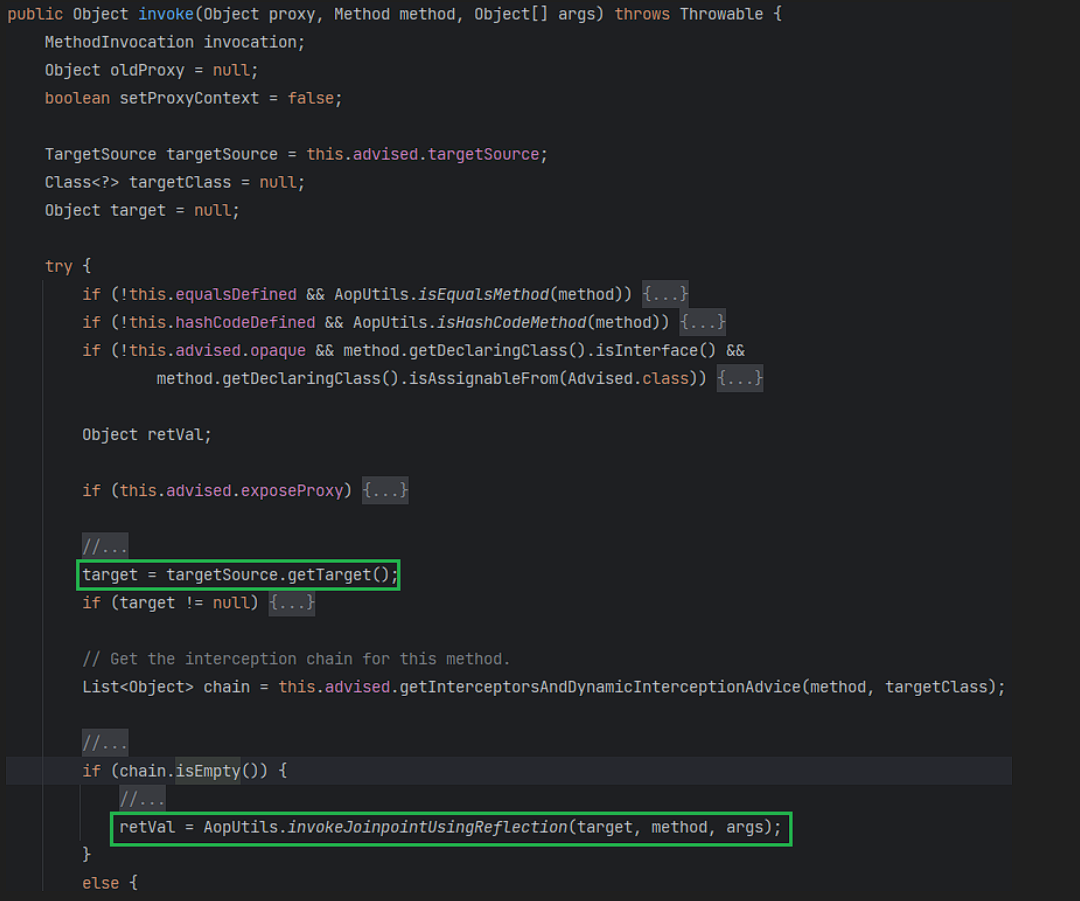 public Object invoke(Object proxy, Method method, Object[] args) throws Throwable {
MethodInvocation invocation;
Object oldProxy = null;
boolean setProxyContext = false;
TargetSource targetSource = this.advised.targetSource;
Class<?> targetClass = null;
Object target = null;
try {
if (!this.equalsDefined && AopUtils.isEqualsMethod(method)) {...}
if (!this.hashCodeDefined && AopUtils.isHashCodeMethod(method)) {...}
if (!this.advised.opaque && method.getDeclaringClass().isInterface() &&
method.getDeclaringClass().isAssignableFrom(Advised.class)) {...}
Object retVal;
if (this.advised.exposeProxy) {...}
//...
target = targetSource.getTarget();
if (target != null) {...}
// Get the interception chain for this method.
List<Object> chain = this.advised.getInterceptorsAndDynamicInterceptionAdvice(method, targetClass);
//...
if (chain.isEmpty()) {
//...
retVal = AopUtils.invokeJoinpointUsingReflection(target, method, args);
}
else {